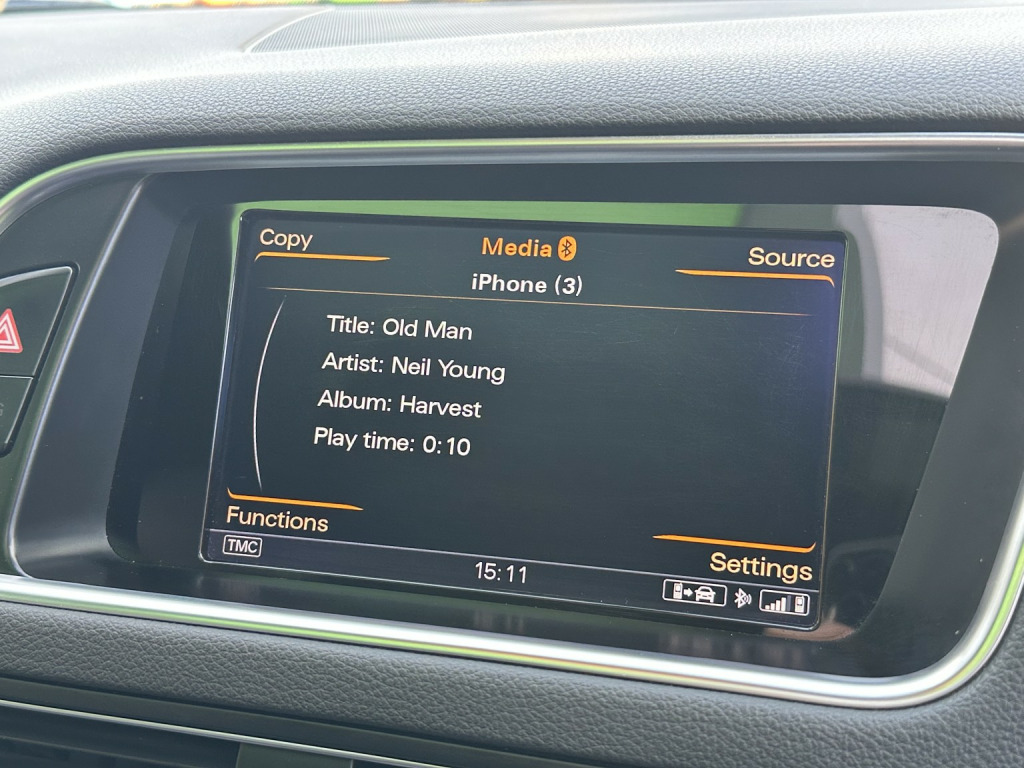 Copy
Media
Source
iPhone (3)
Title: Old Man
Artist: Neil Young
Album: Harvest
Play time: 0:10
Functions
Settings
TMC
15:11